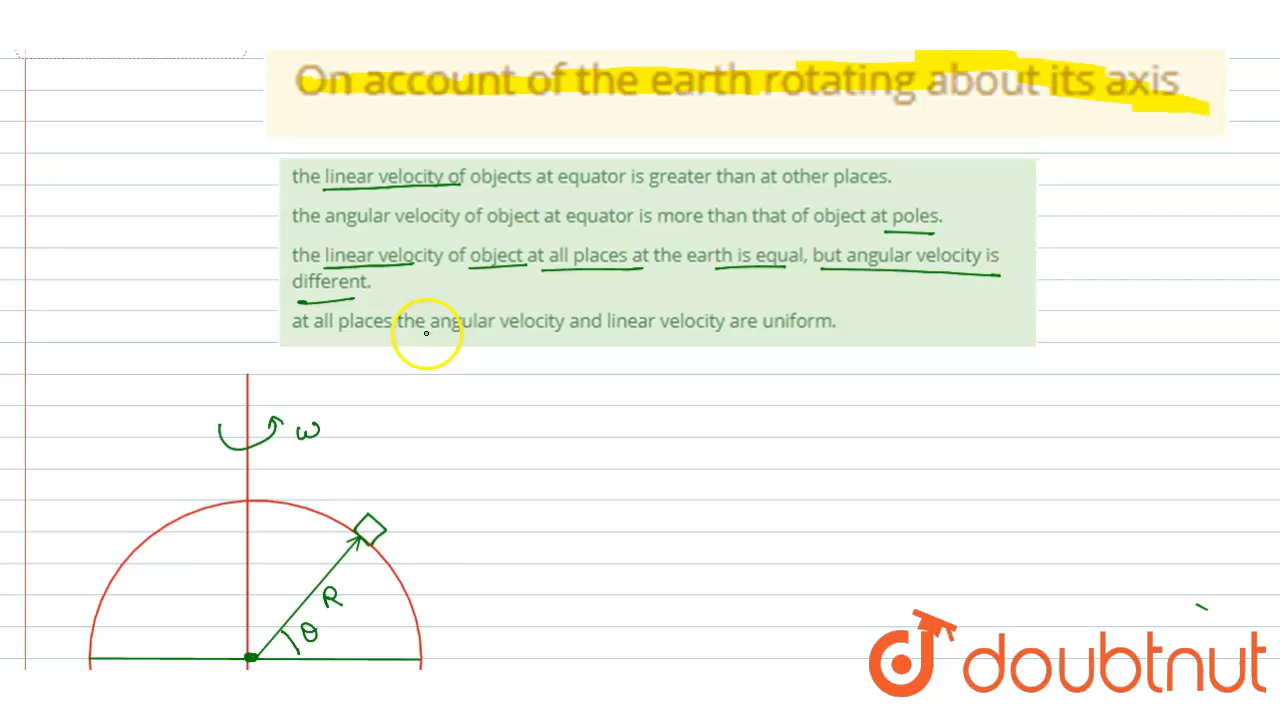 On account of the earth rotating about its axis
the linear velocity of objects at equator is greater than at other places.
the angular velocity of object at equator is more than that of object at poles.
the linear velocity of object at all places at the earth is equal, but angular velocity is
different.
at all places the angular velocity and linear velocity are uniform.
ω
R
θ
doubtnut